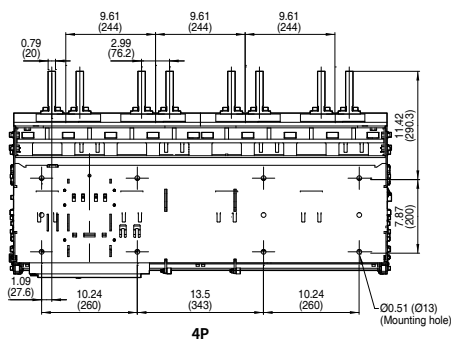 9.61 9.61 9.61
(244) (244) (244)
0.79 2.99
(20) (76.2)
11.42
(290.3)
7.87
(200)
1.09
(27.6)
10.24 13.5 10.24
(260) (343) (260)
Ø0.51 (Ø13)
(Mounting hole)
4P